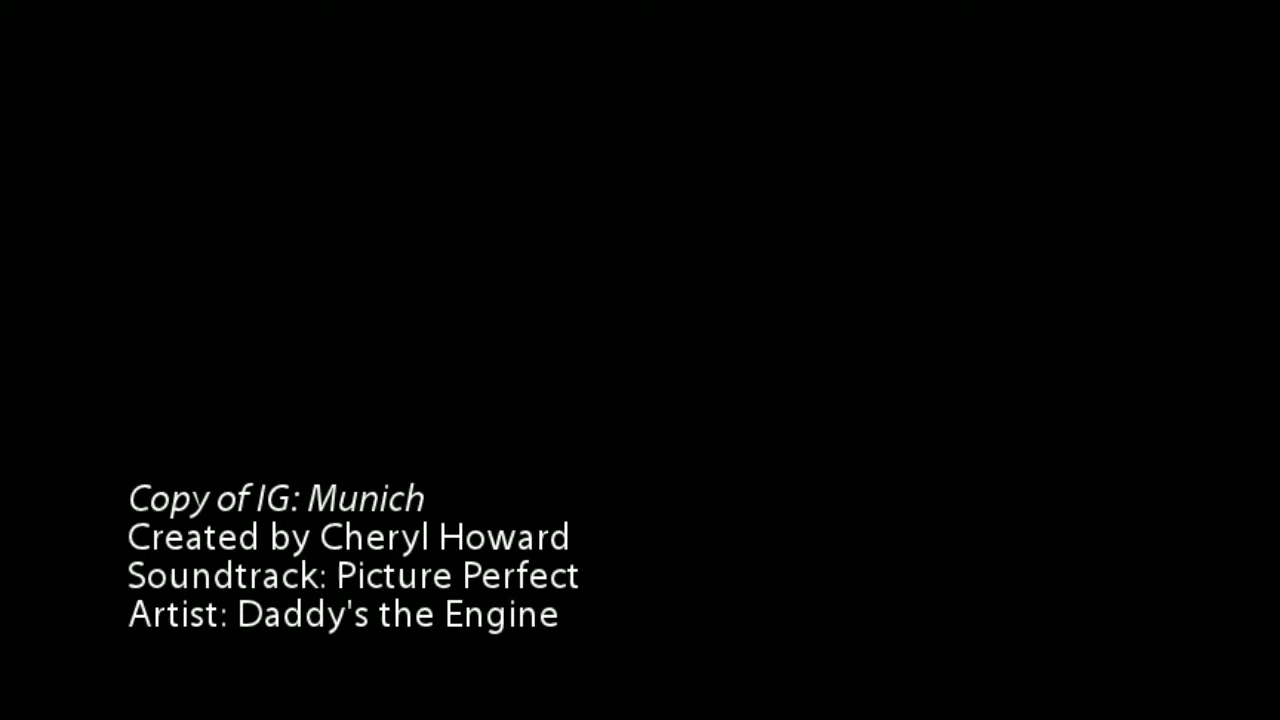 Copy of IG: Munich
Created by Cheryl Howard
Soundtrack: Picture Perfect
Artist: Daddy's the Engine